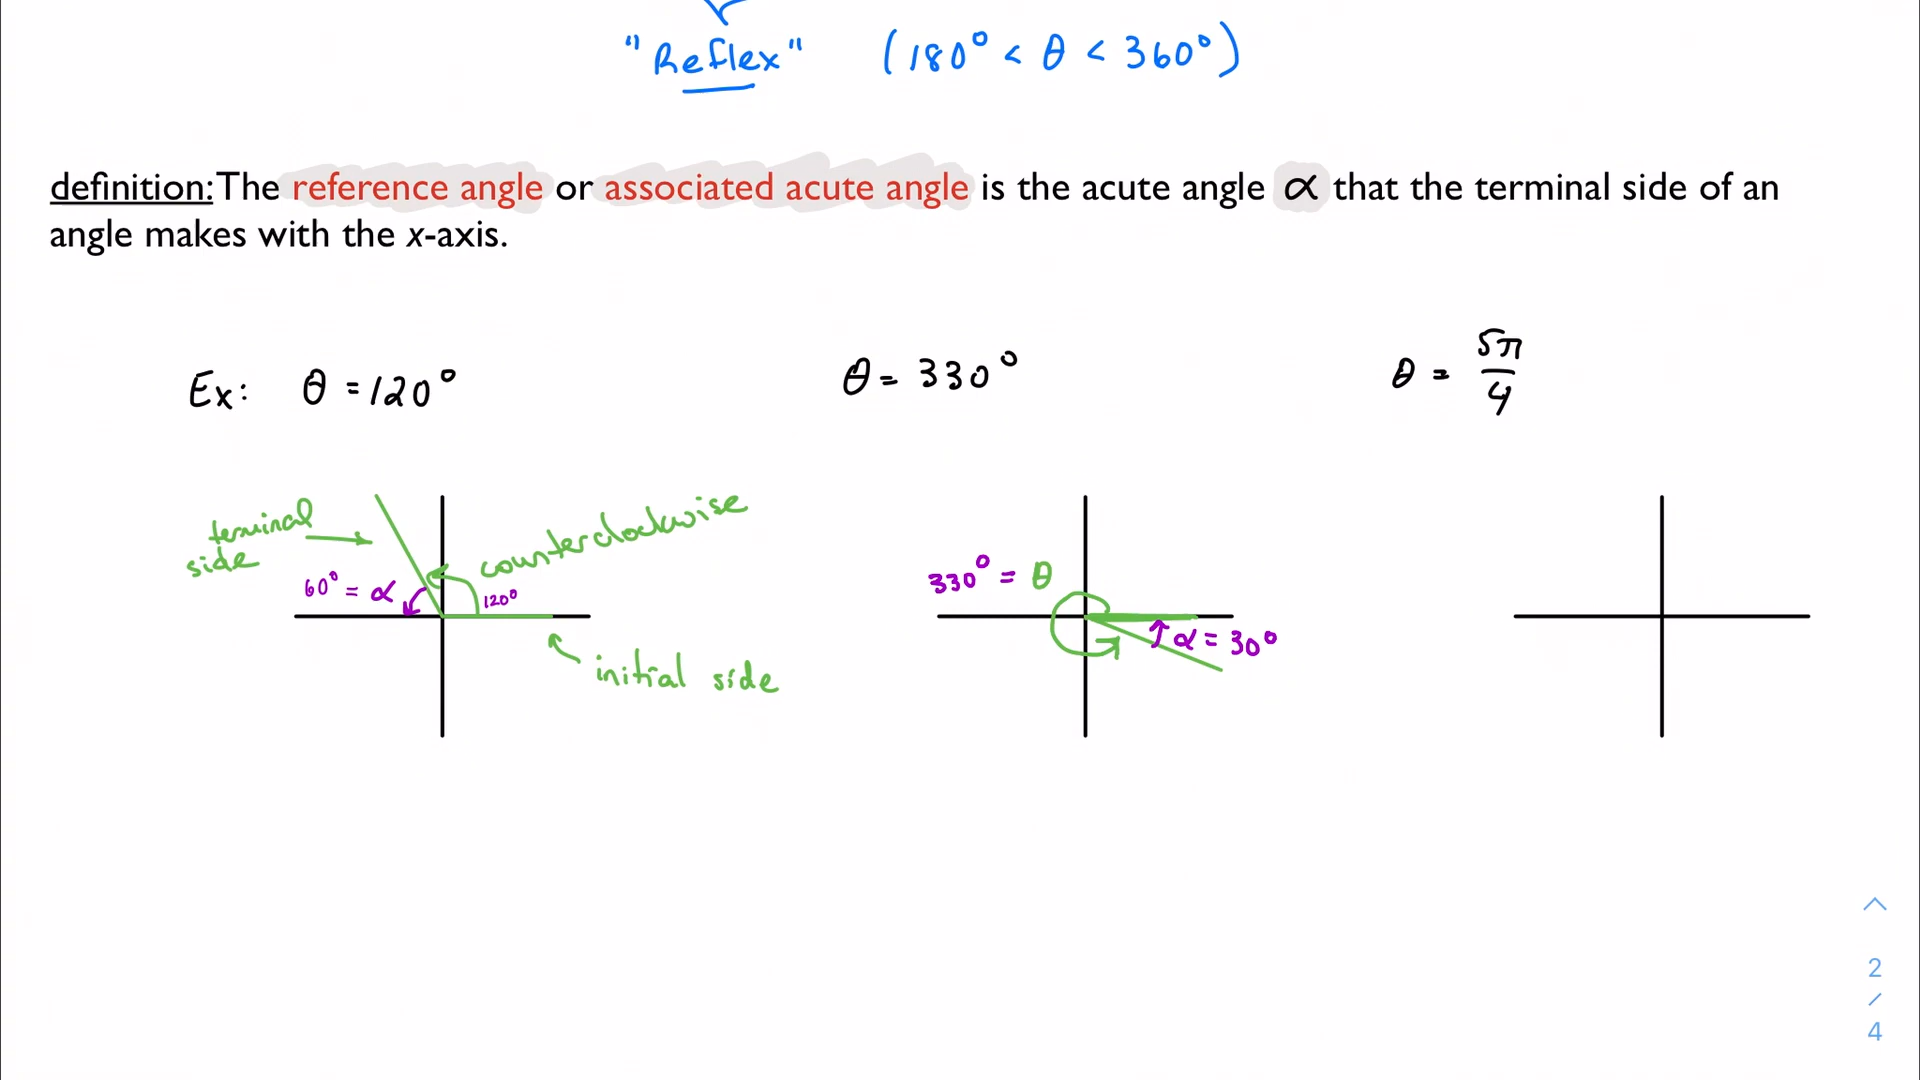 "Reflex" (180° < θ < 360°)
definition: The reference angle or associated acute angle is the acute angle α that the terminal side of an
angle makes with the x-axis.
Ex: θ = 120°
θ = 330°
θ = 5π/4
terminal
side
counterclockwise
60° = α
120°
initial side
330° = θ
α = 30°
2
/
4